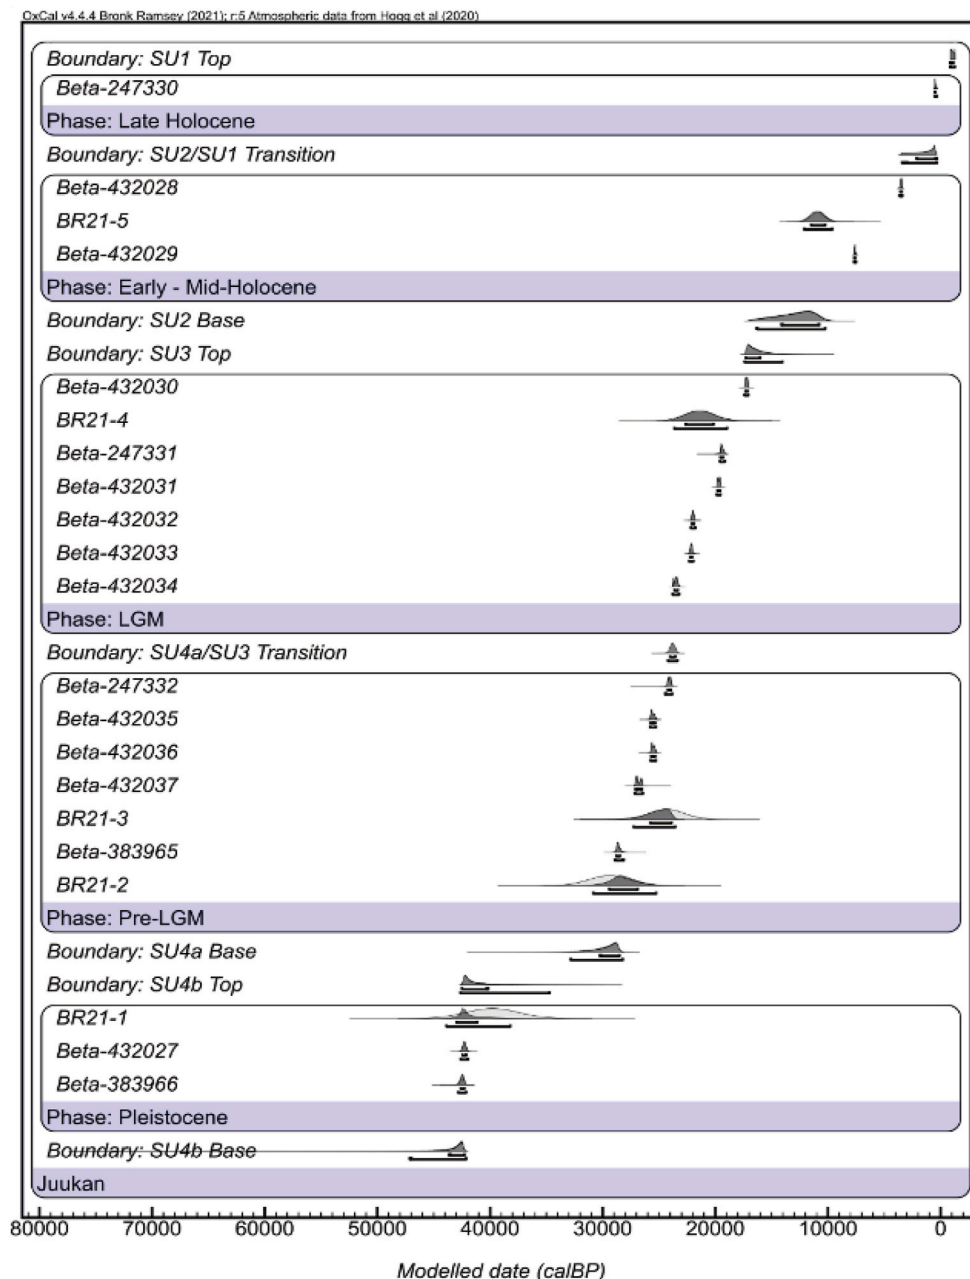 OxCal v4.4.4 Bronk Ramsey (2021); r:5 Atmospheric data from Hogg et al (2020)
Boundary: SU1 Top
Beta-247330
Phase: Late Holocene
Boundary: SU2/SU1 Transition
Beta-432028
BR21-5
Beta-432029
Phase: Early - Mid-Holocene
Boundary: SU2 Base
Boundary: SU3 Top
Beta-432030
BR21-4
Beta-247331
Beta-432031
Beta-432032
Beta-432033
Beta-432034
Phase: LGM
Boundary: SU4a/SU3 Transition
Beta-247332
Beta-432035
Beta-432036
Beta-432037
BR21-3
Beta-383965
BR21-2
Phase: Pre-LGM
Boundary: SU4a Base
Boundary: SU4b Top
BR21-1
Beta-432027
Beta-383966
Phase: Pleistocene
Boundary: SU4b Base
Juukan
80000 70000 60000 50000 40000 30000 20000 10000 0
Modelled date (calBP)